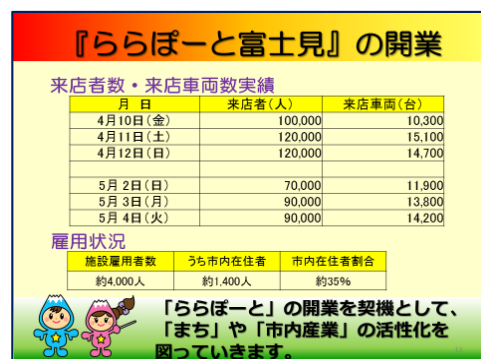 『ららぽーと富士見』の開業
来店者数・来店車両数実績
月 日 来店者(人) 来店車両(台)
4月10日(金) 100,000 10,300
4月11日(土) 120,000 15,100
4月12日(日) 120,000 14,700
5月 2日(日) 70,000 11,900
5月 3日(月) 90,000 13,800
5月 4日(火) 90,000 14,200
雇用状況
施設雇用者数 うち市内在住者 市内在住者割合
約4,000人 約1,400人 約35%
「ららぽーと」の開業を契機として、
「まち」や「市内産業」の活性化を
図っていきます。